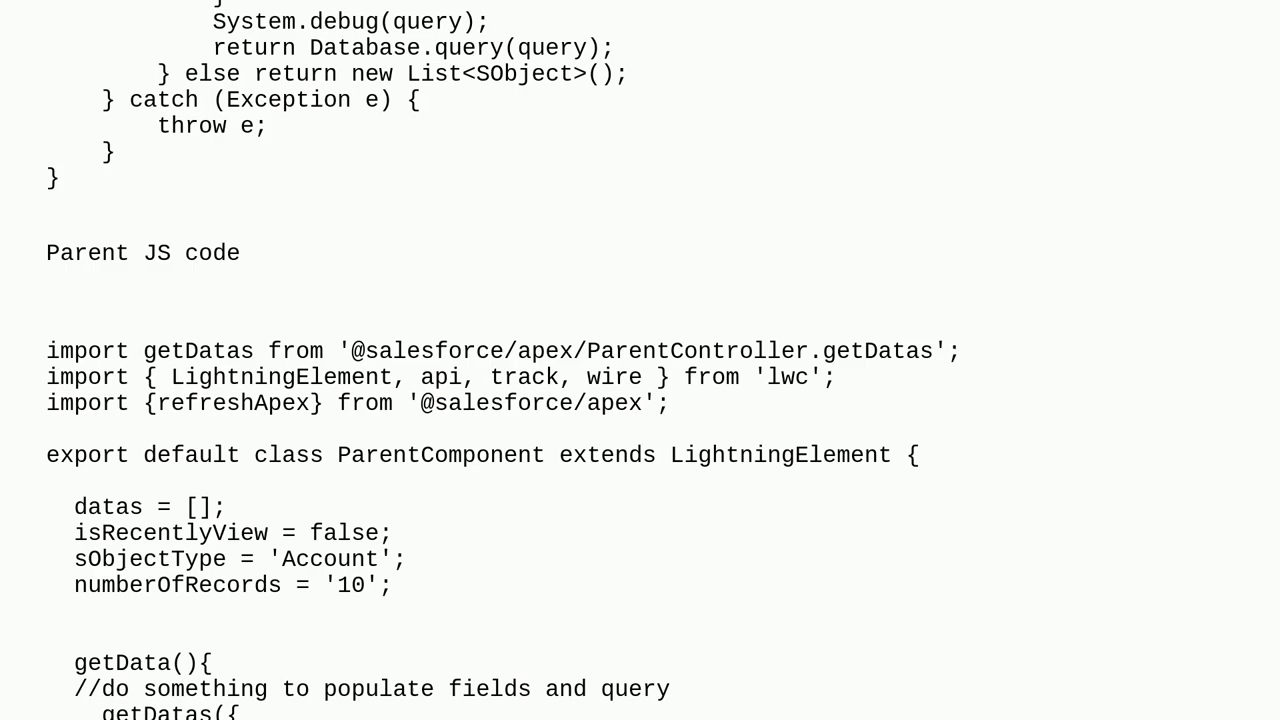 }
System.debug(query);
return Database.query(query);
} else return new List<SObject>();
} catch (Exception e) {
throw e;
}
}
Parent JS code
import getDatas from '@salesforce/apex/ParentController.getDatas';
import { LightningElement, api, track, wire } from 'lwc';
import {refreshApex} from '@salesforce/apex';
export default class ParentComponent extends LightningElement {
datas = [];
isRecentlyView = false;
sObjectType = 'Account';
numberOfRecords = '10';
getData(){
//do something to populate fields and query
getDatas({